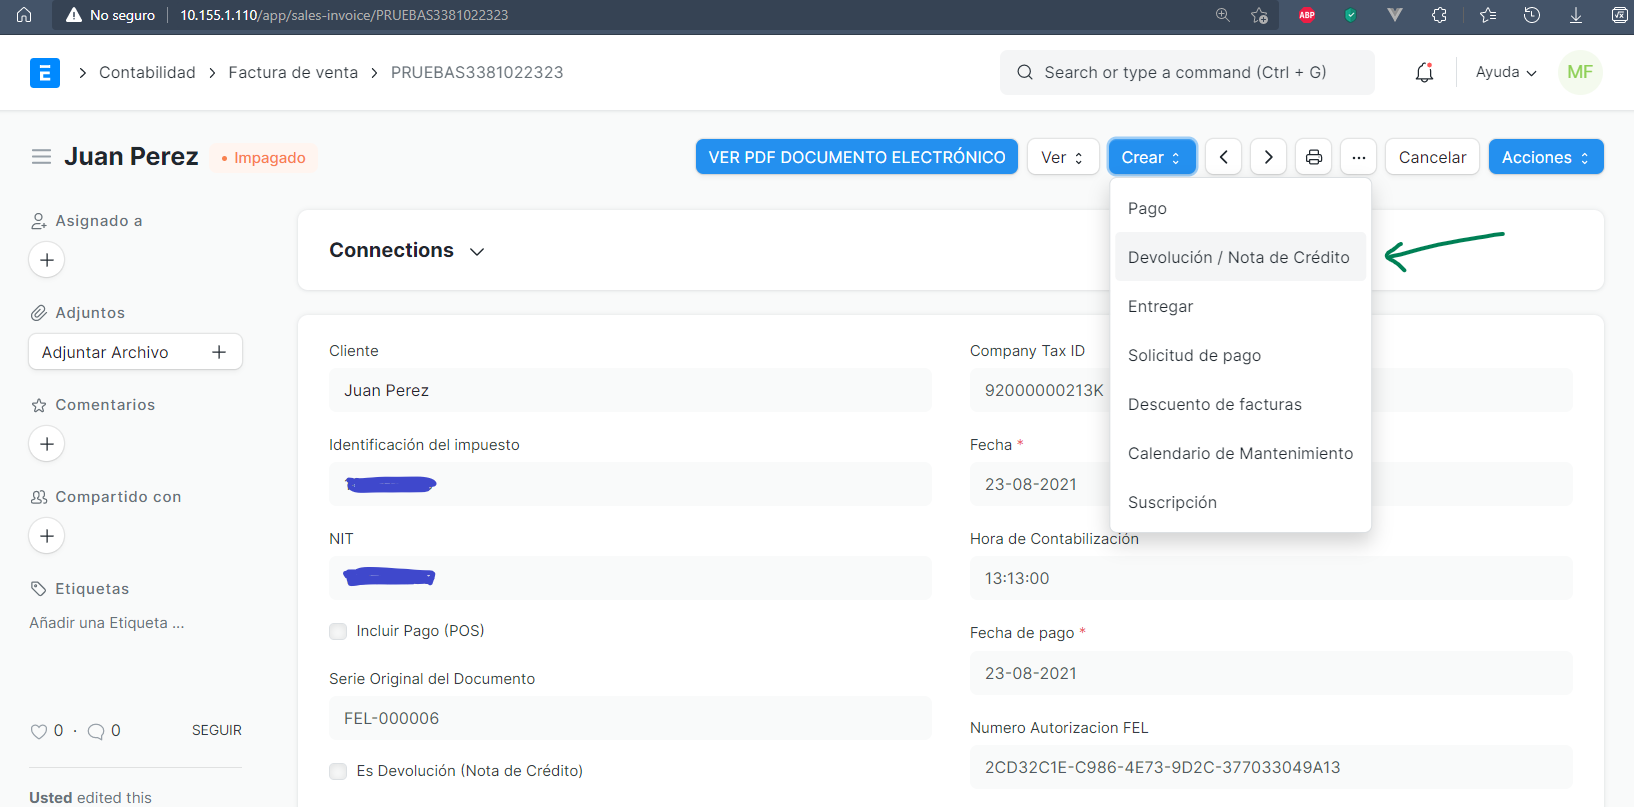 No seguro
10.155.1.110/app/sales-invoice/PRUEBAS3381022323
ABP
E
Contabilidad
Factura de venta
PRUEBAS3381022323
Search or type a command (Ctrl + G)
Ayuda
MF
Juan Perez
Impagado
VER PDF DOCUMENTO ELECTRÓNICO
Ver
Crear
...
Cancelar
Acciones
Pago
Devolución / Nota de Crédito
Entregar
Solicitud de pago
Descuento de facturas
Calendario de Mantenimiento
Suscripción
Asignado a
Adjuntos
Adjuntar Archivo
Comentarios
Compartido con
Etiquetas
Añadir una Etiqueta ...
0 · 0
SEGUIR
Usted edited this
Connections
Cliente
Juan Perez
Identificación del impuesto
NIT
Incluir Pago (POS)
Serie Original del Documento
FEL-000006
Es Devolución (Nota de Crédito)
Company Tax ID
92000000213K
Fecha *
23-08-2021
Hora de Contabilización
13:13:00
Fecha de pago *
23-08-2021
Numero Autorizacion FEL
2CD32C1E-C986-4E73-9D2C-377033049A13